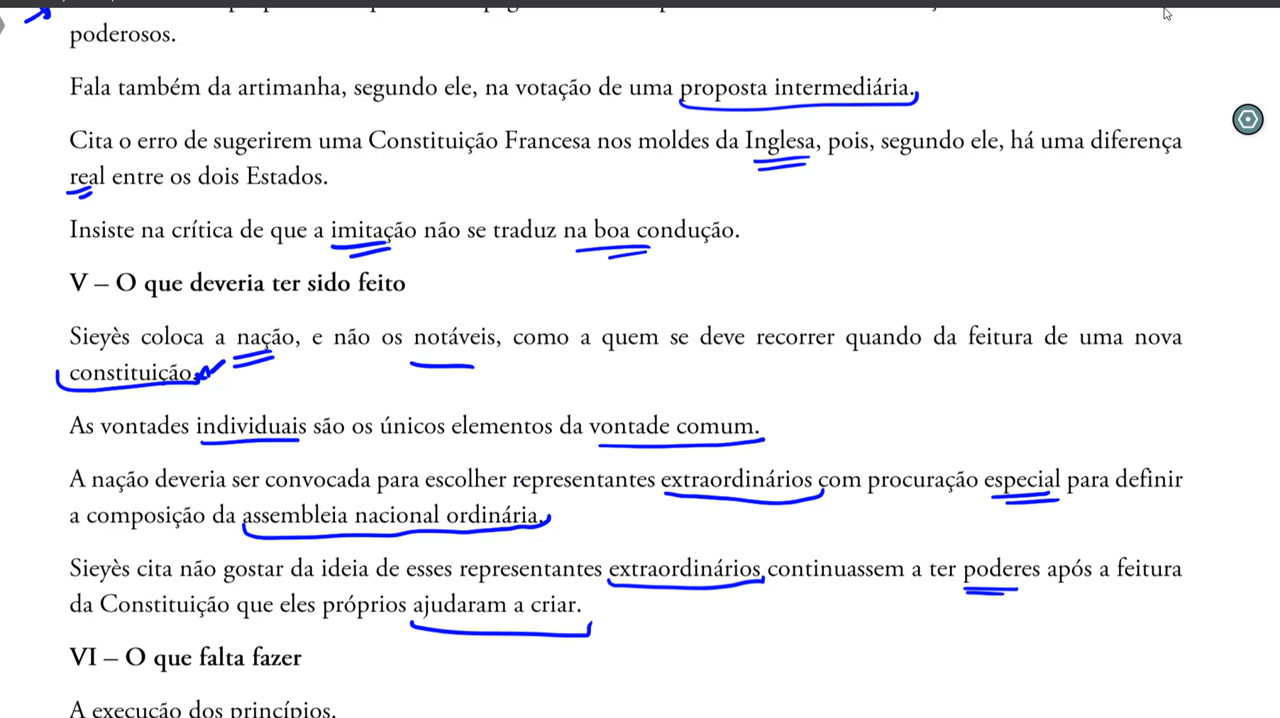 poderosos.
Fala também da artimanha, segundo ele, na votação de uma proposta intermediária.
Cita o erro de sugerirem uma Constituição Francesa nos moldes da Inglesa, pois, segundo ele, há uma diferença
real entre os dois Estados.
Insiste na crítica de que a imitação não se traduz na boa condução.
V – O que deveria ter sido feito
Sieyès coloca a nação, e não os notáveis, como a quem se deve recorrer quando da feitura de uma nova
constituição.
As vontades individuais são os únicos elementos da vontade comum.
A nação deveria ser convocada para escolher representantes extraordinários com procuração especial para definir
a composição da assembleia nacional ordinária.
Sieyès cita não gostar da ideia de esses representantes extraordinários continuassem a ter poderes após a feitura
da Constituição que eles próprios ajudaram a criar.
VI – O que falta fazer
A execução dos princípios.